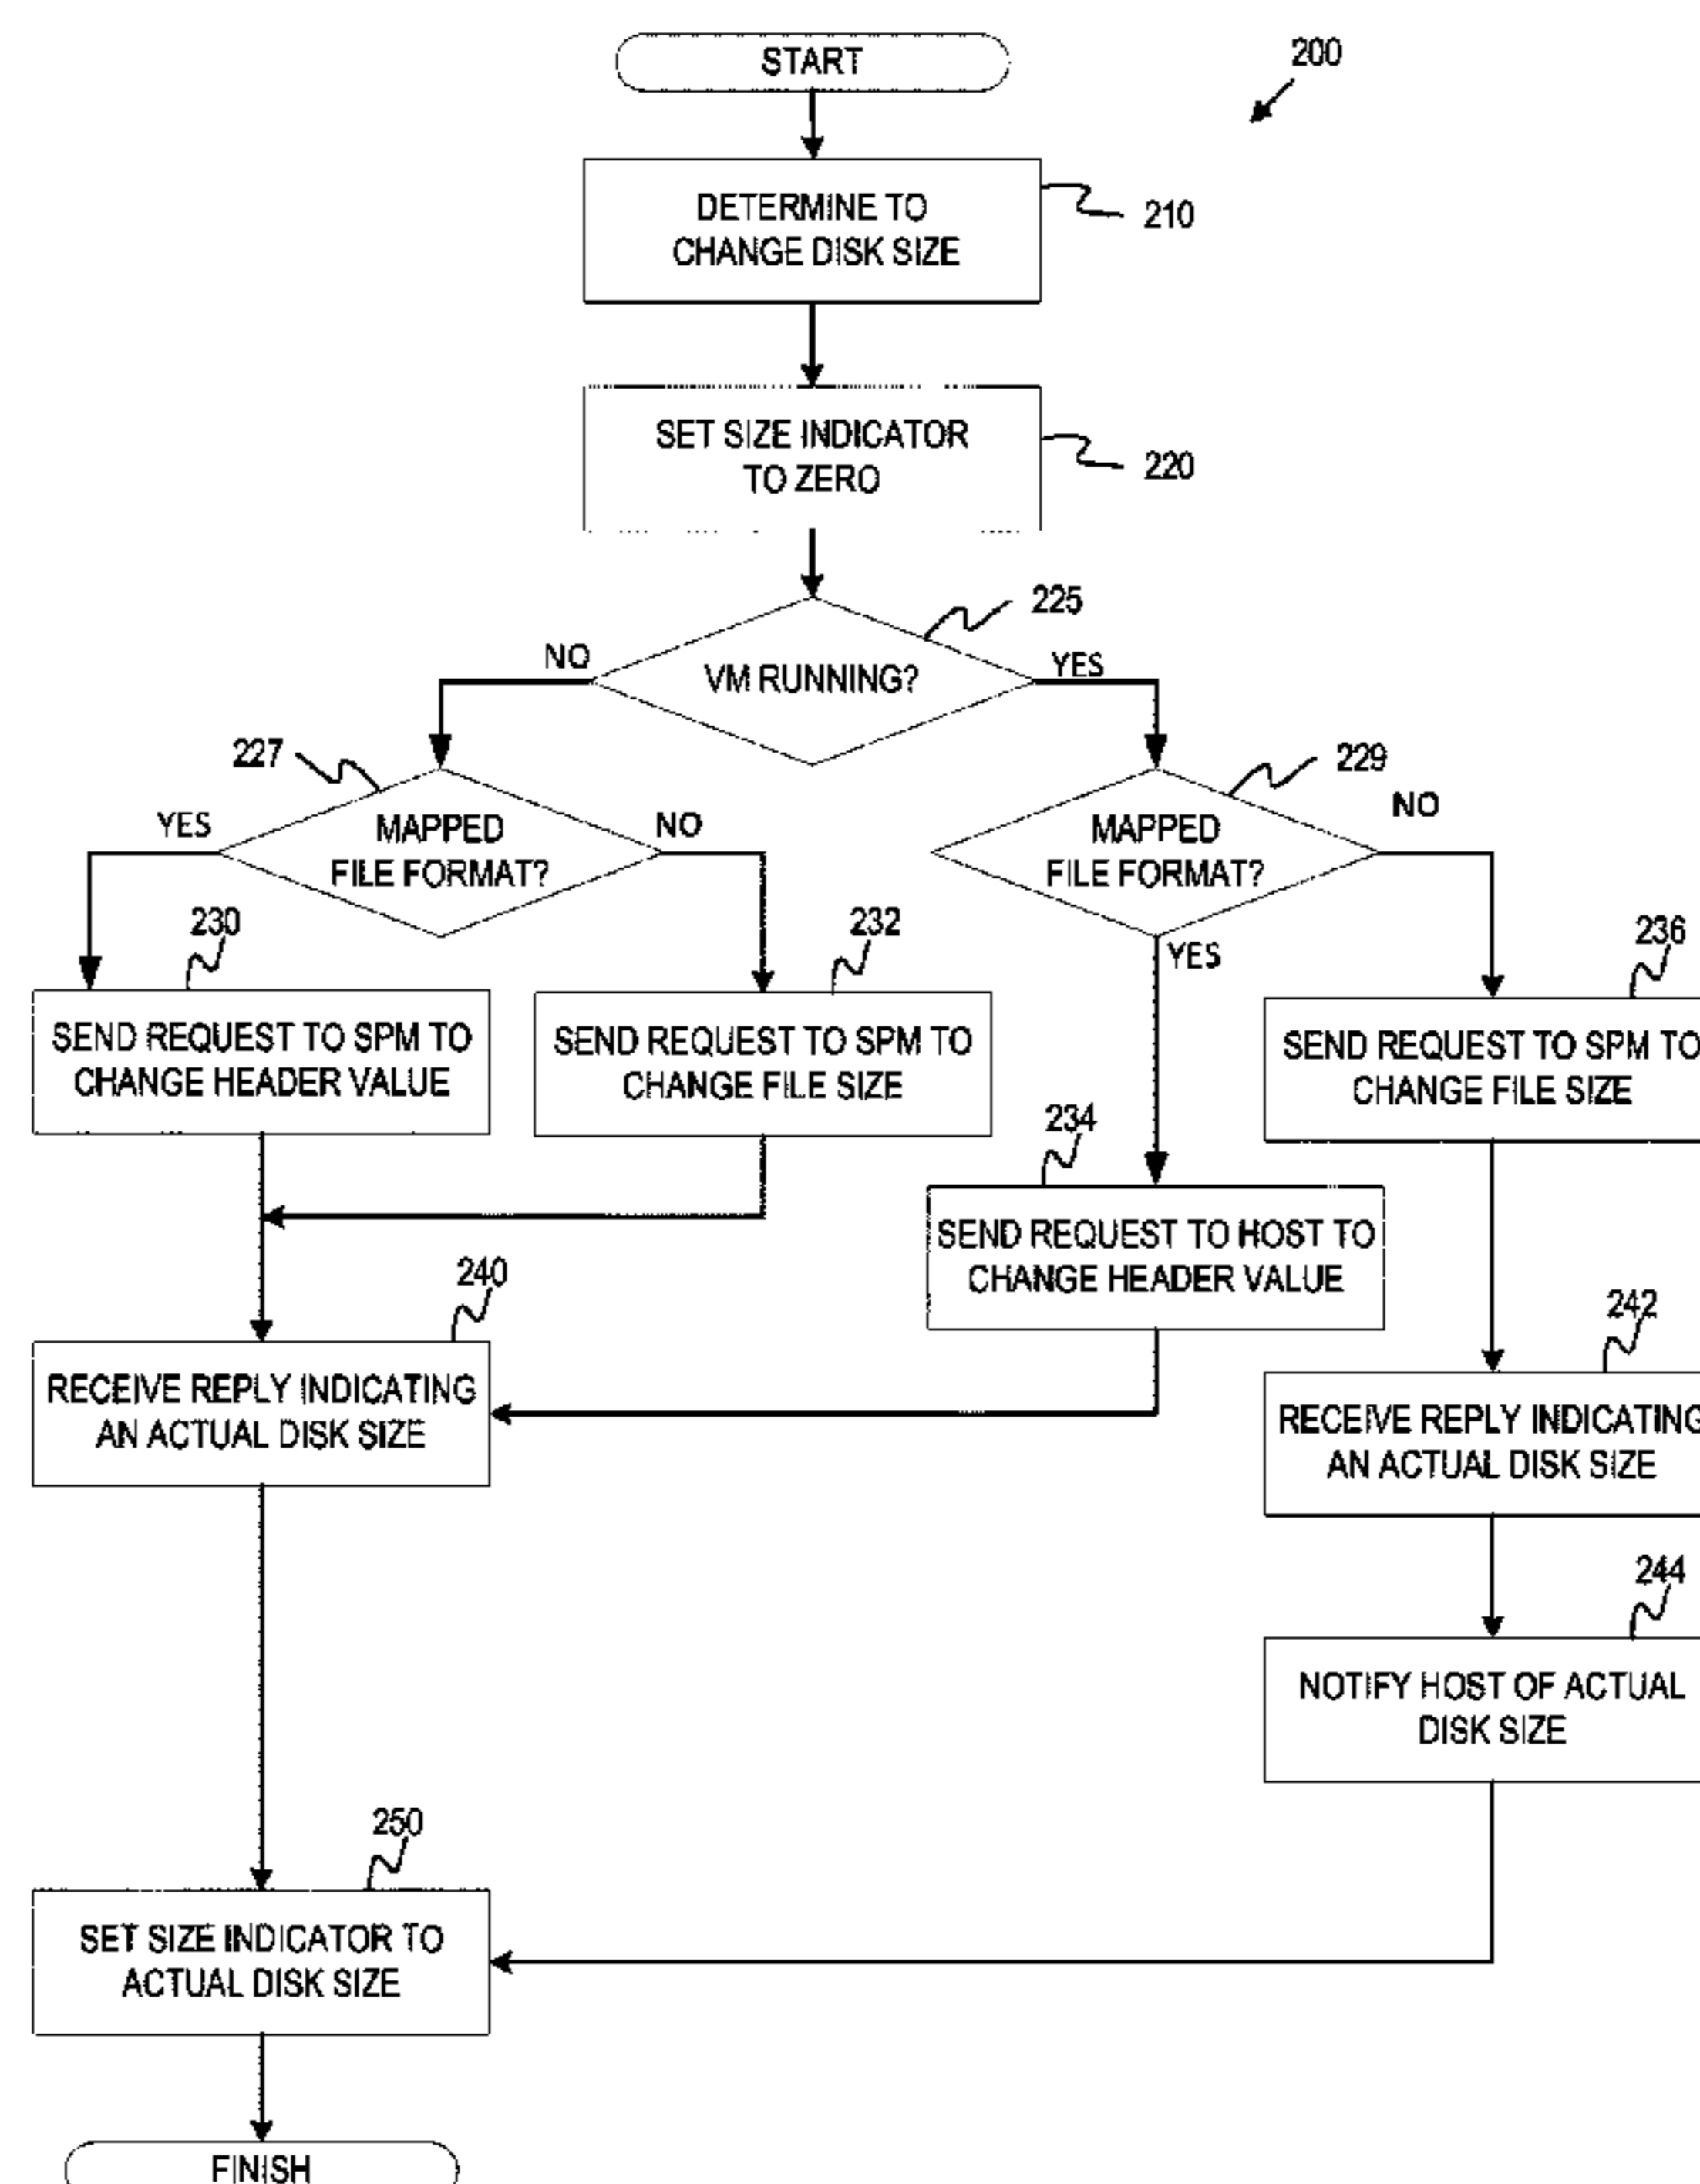 START
200
DETERMINE TO
CHANGE DISK SIZE
210
SET SIZE INDICATOR
TO ZERO
220
225
NO
VM RUNNING?
YES
227
229
YES
MAPPED
FILE FORMAT?
NO
MAPPED
FILE FORMAT?
NO
YES
230
232
236
SEND REQUEST TO SPM TO
CHANGE HEADER VALUE
SEND REQUEST TO SPM TO
CHANGE FILE SIZE
SEND REQUEST TO SPM TO
CHANGE FILE SIZE
234
SEND REQUEST TO HOST TO
CHANGE HEADER VALUE
240
242
RECEIVE REPLY INDICATING
AN ACTUAL DISK SIZE
RECEIVE REPLY INDICATING
AN ACTUAL DISK SIZE
244
NOTIFY HOST OF ACTUAL
DISK SIZE
250
SET SIZE INDICATOR TO
ACTUAL DISK SIZE
FINISH